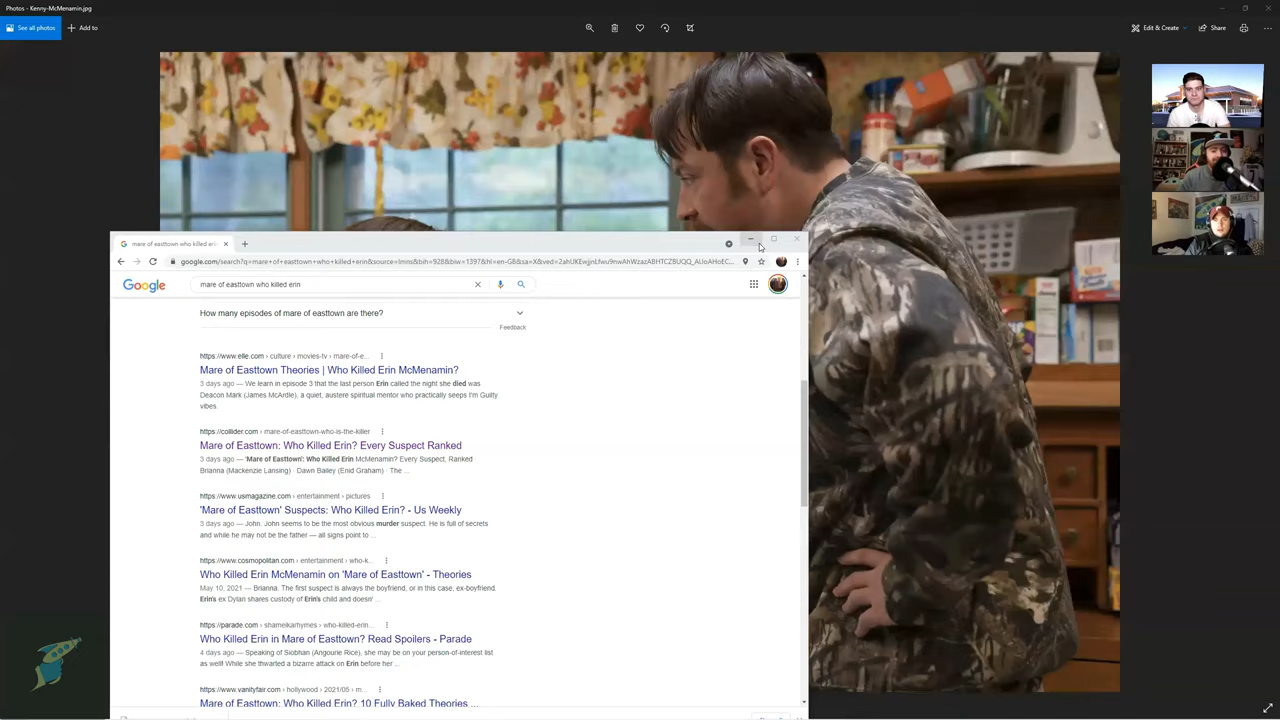 Photos - Kenny-McMenamin.jpg
See all photos
Add to
Edit & Create
Share
mare of easttown who killed erin
google.com/search?q=mare+of+easttown+who+killed+erin&source=lmns&bih=928&biw=1397&hl=en-GB&sa=X&ved=
Google
mare of easttown who killed erin
How many episodes of mare of easttown are there?
Feedback
https://www.elle.com › culture › movies-tv › mare-of-e...
Mare of Easttown Theories | Who Killed Erin McMenamin?
3 days ago — We learn in episode 3 that the last person Erin called the night she died was
Deacon Mark (James McArdle), a quiet, austere spiritual mentor who practically seeps I'm Guilty
vibes.
https://collider.com › mare-of-easttown-who-is-the-killer
Mare of Easttown: Who Killed Erin? Every Suspect Ranked
3 days ago — 'Mare of Easttown': Who Killed Erin McMenamin? Every Suspect, Ranked
Brianna (Mackenzie Lansing) · Dawn Bailey (Enid Graham) · The ...
https://www.usmagazine.com › entertainment › pictures
'Mare of Easttown' Suspects: Who Killed Erin? - Us Weekly
3 days ago — John. John seems to be the most obvious murder suspect. He is full of secrets
and while he may not be the father — all signs point to ...
https://www.cosmopolitan.com › entertainment › who-k...
Who Killed Erin McMenamin on 'Mare of Easttown' - Theories
May 10, 2021 — Brianna. The first suspect is always the boyfriend, or in this case, ex-boyfriend.
Erin's ex Dylan shares custody of Erin's child and doesn' ...
https://parade.com › shameikarhymes › who-killed-erin...
Who Killed Erin in Mare of Easttown? Read Spoilers - Parade
4 days ago — Speaking of Siobhan (Angourie Rice), she may be on your person-of-interest list
as well! While she thwarted a bizarre attack on Erin before her ...
https://www.vanityfair.com › hollywood › 2021/05 › m...
Mare of Easttown: Who Killed Erin? 10 Fully Baked Theories ...